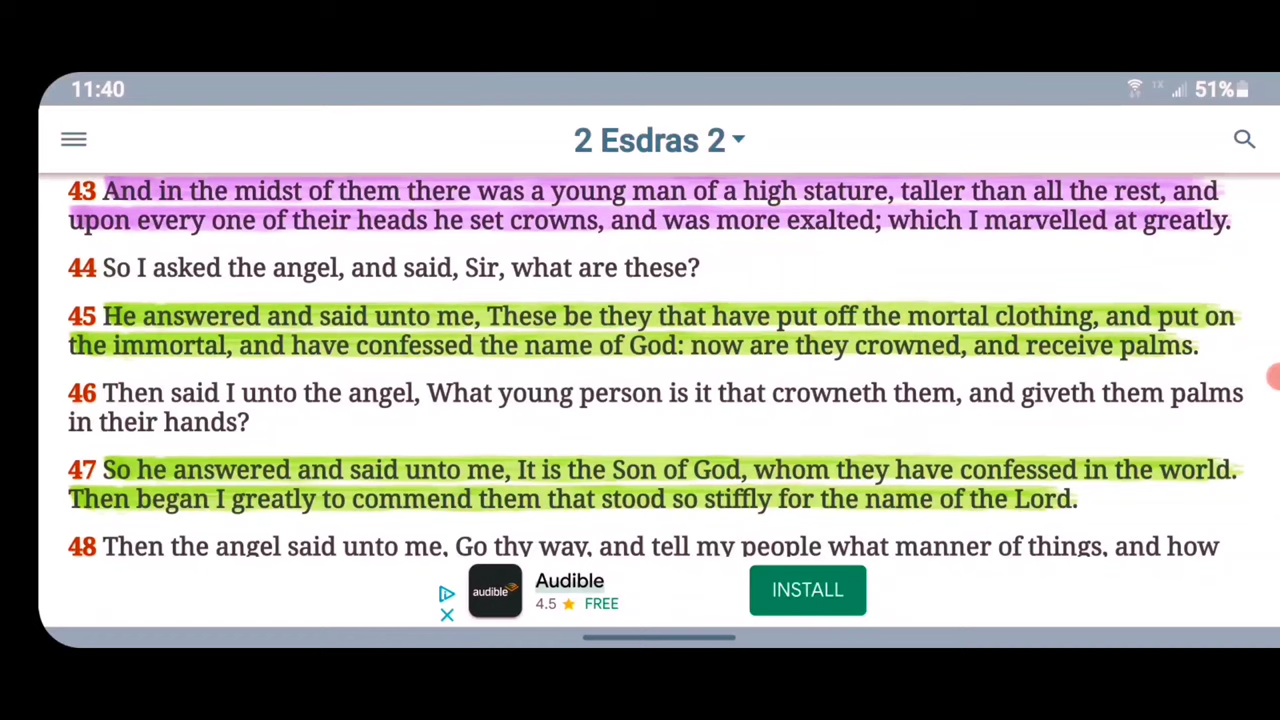 11:40
1X
51%
2 Esdras 2
43 And in the midst of them there was a young man of a high stature, taller than all the rest, and
upon every one of their heads he set crowns, and was more exalted; which I marvelled at greatly.
44 So I asked the angel, and said, Sir, what are these?
45 He answered and said unto me, These be they that have put off the mortal clothing, and put on
the immortal, and have confessed the name of God: now are they crowned, and receive palms.
46 Then said I unto the angel, What young person is it that crowneth them, and giveth them palms
in their hands?
47 So he answered and said unto me, It is the Son of God, whom they have confessed in the world.
Then began I greatly to commend them that stood so stiffly for the name of the Lord.
48 Then the angel said unto me, Go thy way, and tell my people what manner of things, and how
audible
Audible
4.5 ★ FREE
INSTALL